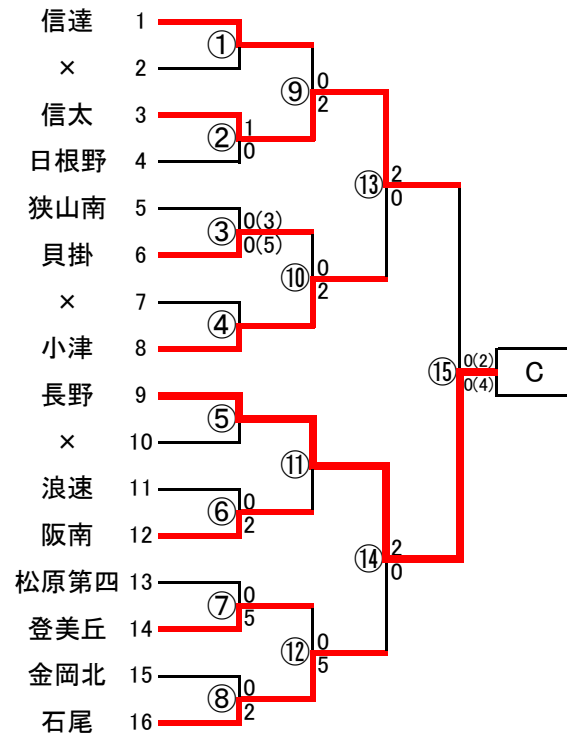 信達 1
①
× 2
⑨ 0
2
信太 3
② 1
0
日根野 4
⑬ 2
0
狭山南 5
③ 0(3)
0(5)
貝掛 6
⑩ 0
2
× 7
④
小津 8
⑮ 0(2)
0(4)
C
長野 9
⑤
× 10
⑪
浪速 11
⑥ 0
2
阪南 12
⑭ 2
0
松原第四 13
⑦ 0
5
登美丘 14
⑫ 0
5
金岡北 15
⑧ 0
2
石尾 16